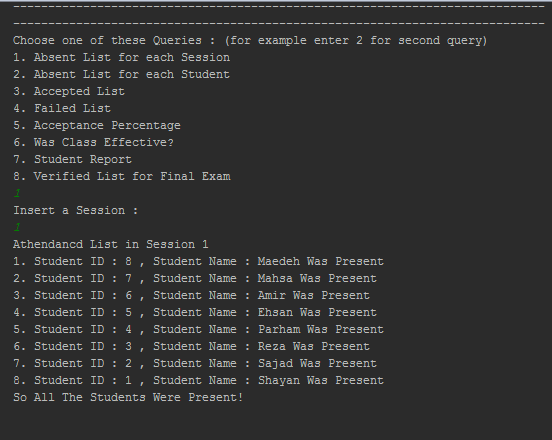 --------------------------------------------------------------------------------
--------------------------------------------------------------------------------
Choose one of these Queries : (for example enter 2 for second query)
1. Absent List for each Session
2. Absent List for each Student
3. Accepted List
4. Failed List
5. Acceptance Percentage
6. Was Class Effective?
7. Student Report
8. Verified List for Final Exam
1
Insert a Session :
1
Athendancd List in Session 1
1. Student ID : 8 , Student Name : Maedeh Was Present
2. Student ID : 7 , Student Name : Mahsa Was Present
3. Student ID : 6 , Student Name : Amir Was Present
4. Student ID : 5 , Student Name : Ehsan Was Present
5. Student ID : 4 , Student Name : Parham Was Present
6. Student ID : 3 , Student Name : Reza Was Present
7. Student ID : 2 , Student Name : Sajad Was Present
8. Student ID : 1 , Student Name : Shayan Was Present
So All The Students Were Present!